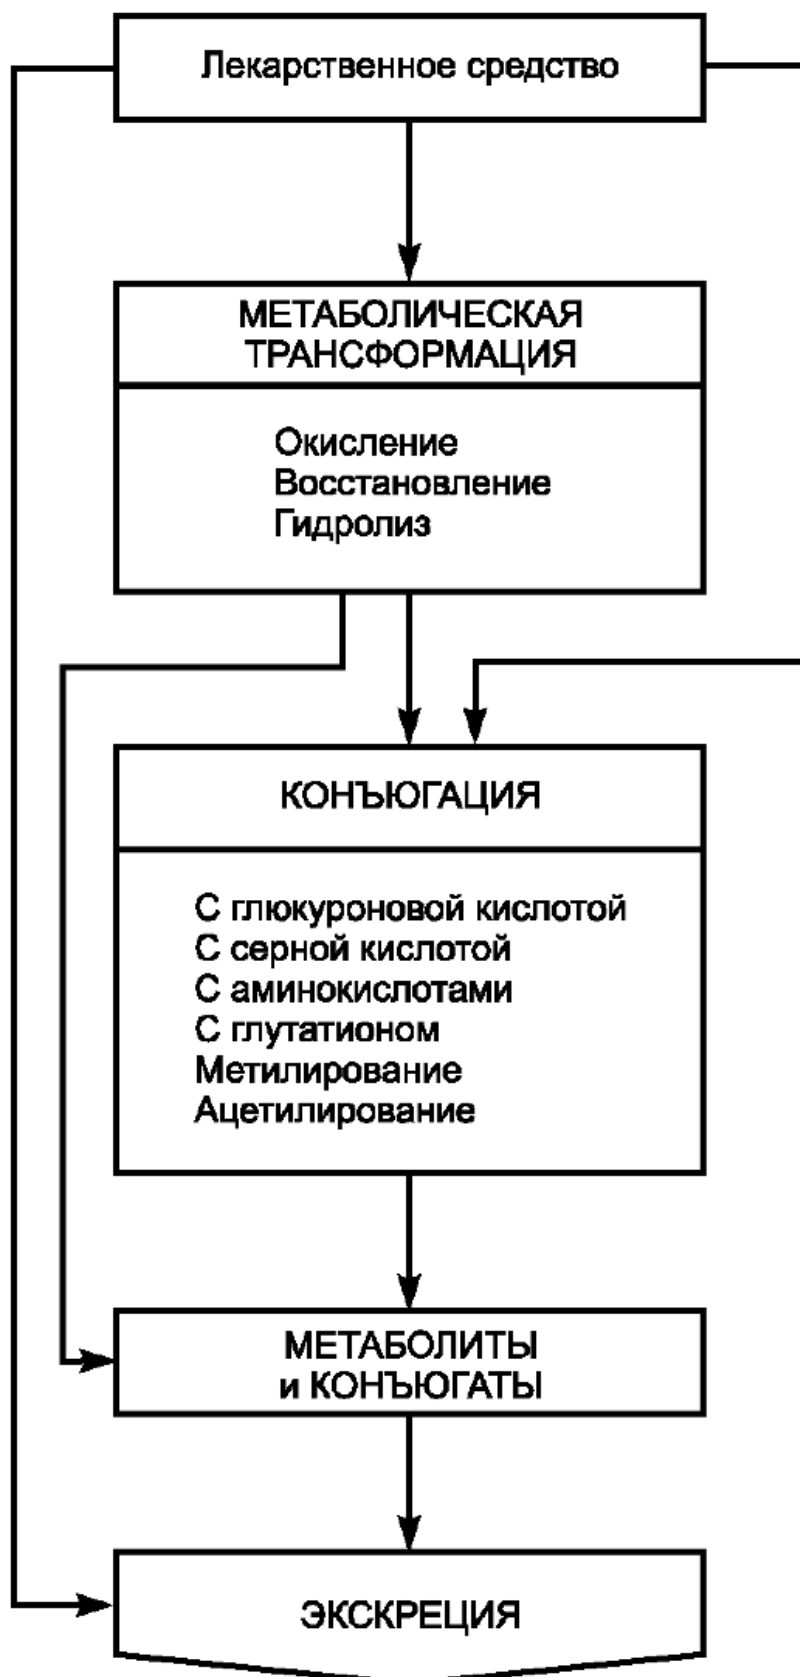 Лекарственное средство
МЕТАБОЛИЧЕСКАЯ
ТРАНСФОРМАЦИЯ
Окисление
Восстановление
Гидролиз
КОНЪЮГАЦИЯ
С глюкуроновой кислотой
С серной кислотой
С аминокислотами
С глутатионом
Метилирование
Ацетилирование
МЕТАБОЛИТЫ
и КОНЪЮГАТЫ
ЭКСКРЕЦИЯ